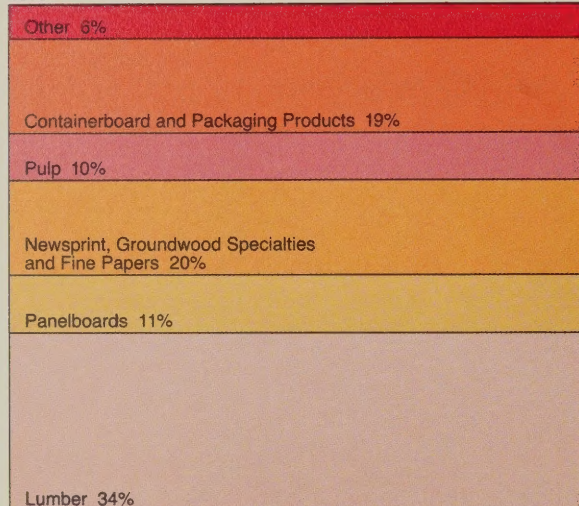 Other 6%
Containerboard and Packaging Products 19%
Pulp 10%
Newsprint, Groundwood Specialties
and Fine Papers 20%
Panelboards 11%
Lumber 34%